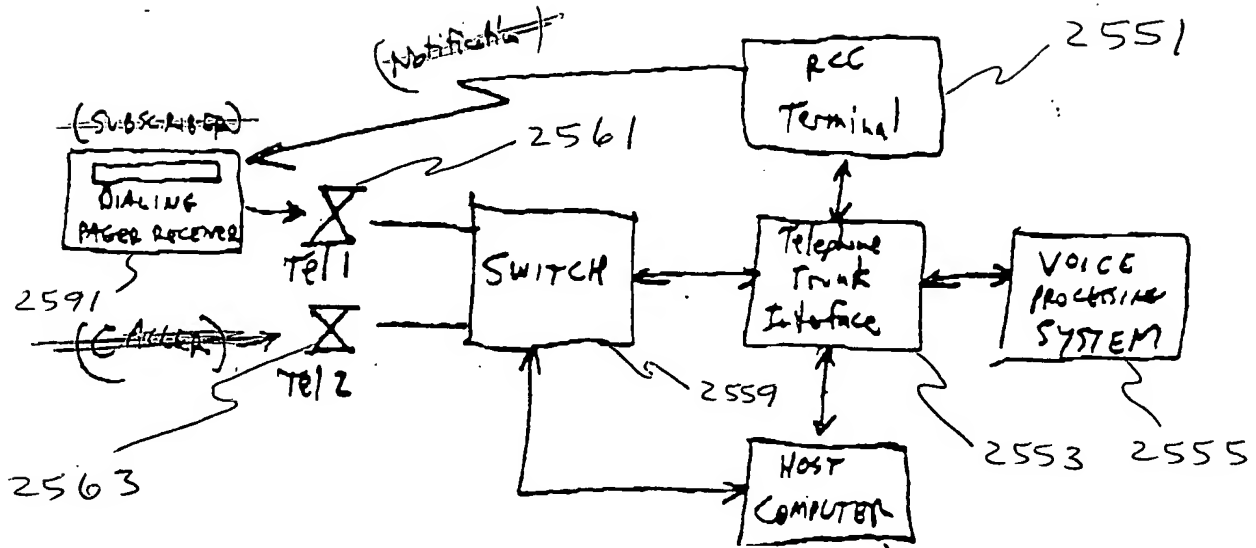 (Notification)
RCC
Terminal
2551
(SUBSCRIBER)
2561
DIALING
PAGER RECEIVER
Tel 1
SWITCH
Telephone
Trunk
Interface
VOICE
PROCESSING
SYSTEM
2591
(CALLER)
Tel 2
2559
2553
2555
2563
HOST
COMPUTER